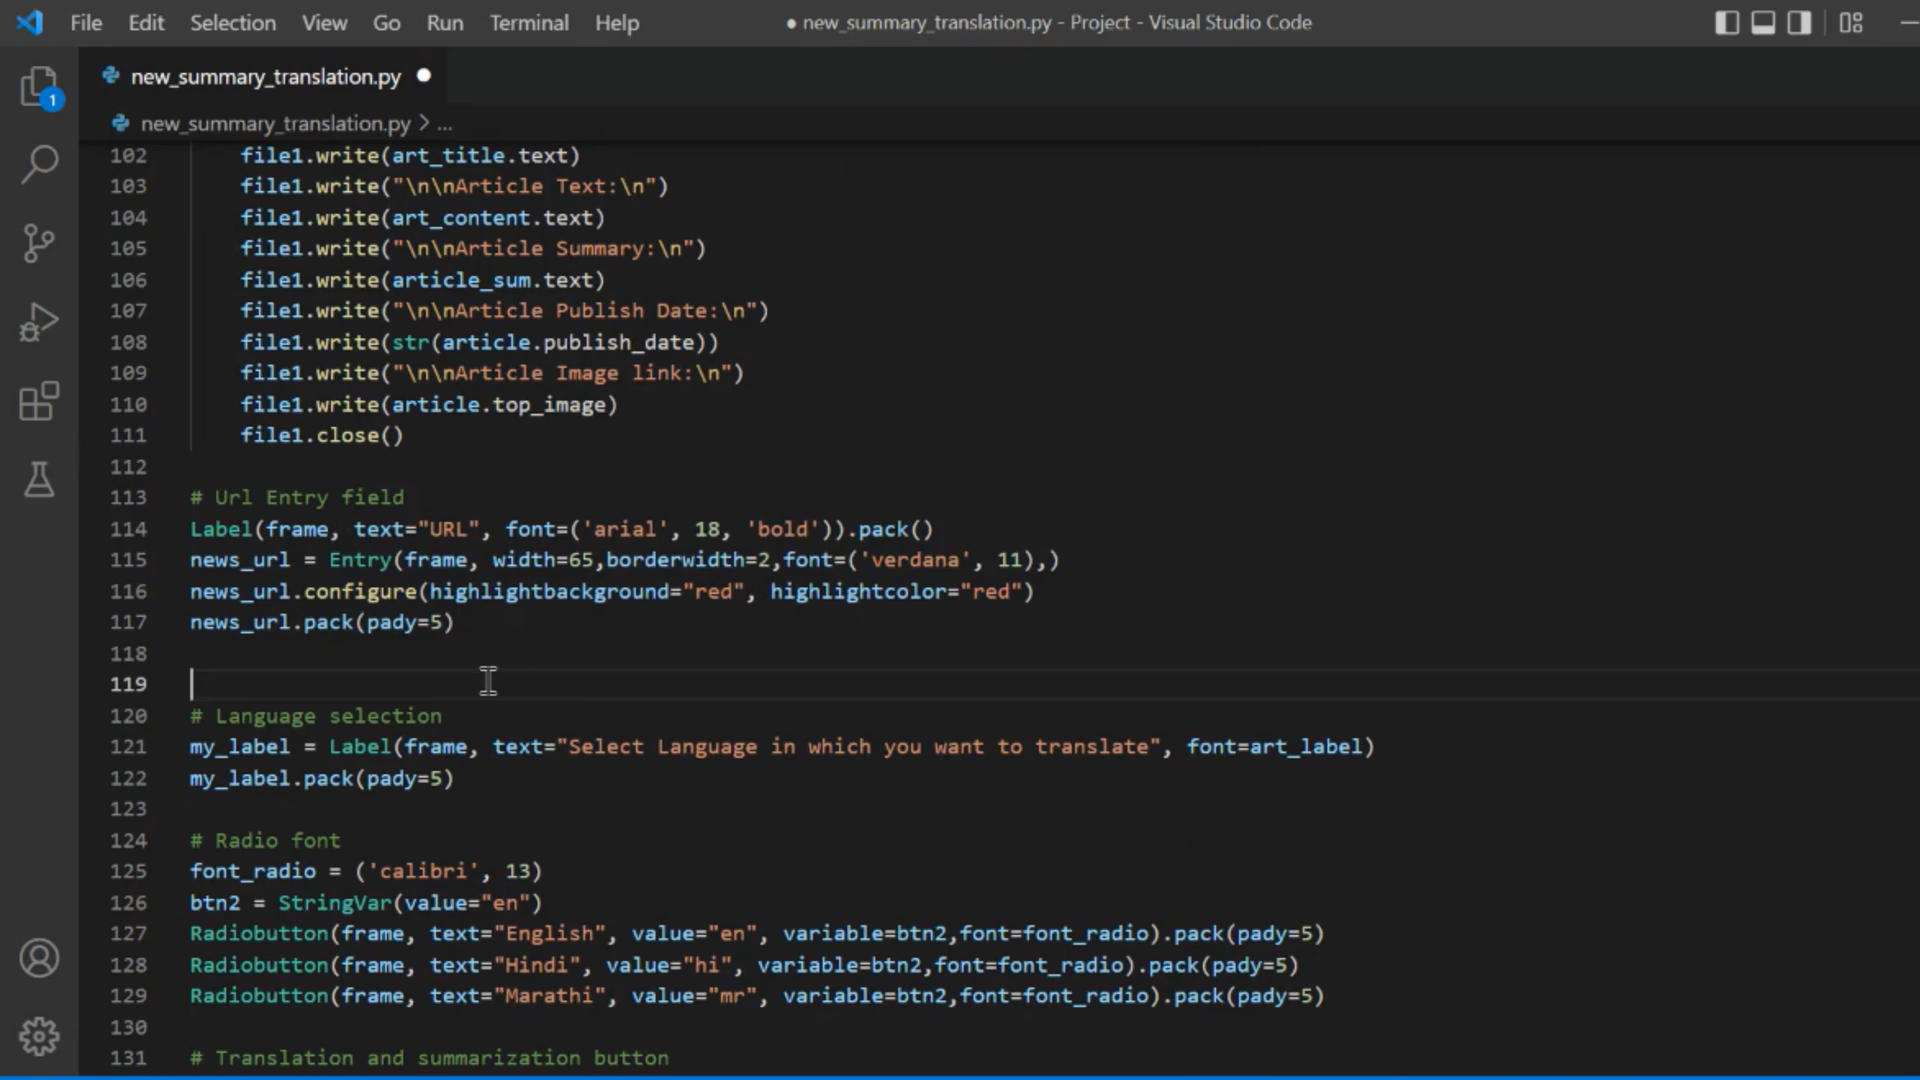 File Edit Selection View Go Run Terminal Help ● new_summary_translation.py - Project - Visual Studio Code
new_summary_translation.py
1
new_summary_translation.py > ...
102 file1.write(art_title.text)
103 file1.write("\n\nArticle Text:\n")
104 file1.write(art_content.text)
105 file1.write("\n\nArticle Summary:\n")
106 file1.write(article_sum.text)
107 file1.write("\n\nArticle Publish Date:\n")
108 file1.write(str(article.publish_date))
109 file1.write("\n\nArticle Image link:\n")
110 file1.write(article.top_image)
111 file1.close()
112
113 # Url Entry field
114 Label(frame, text="URL", font=('arial', 18, 'bold')).pack()
115 news_url = Entry(frame, width=65,borderwidth=2,font=('verdana', 11),)
116 news_url.configure(highlightbackground="red", highlightcolor="red")
117 news_url.pack(pady=5)
118
119
120 # Language selection
121 my_label = Label(frame, text="Select Language in which you want to translate", font=art_label)
122 my_label.pack(pady=5)
123
124 # Radio font
125 font_radio = ('calibri', 13)
126 btn2 = StringVar(value="en")
127 Radiobutton(frame, text="English", value="en", variable=btn2,font=font_radio).pack(pady=5)
128 Radiobutton(frame, text="Hindi", value="hi", variable=btn2,font=font_radio).pack(pady=5)
129 Radiobutton(frame, text="Marathi", value="mr", variable=btn2,font=font_radio).pack(pady=5)
130
131 # Translation and summarization button